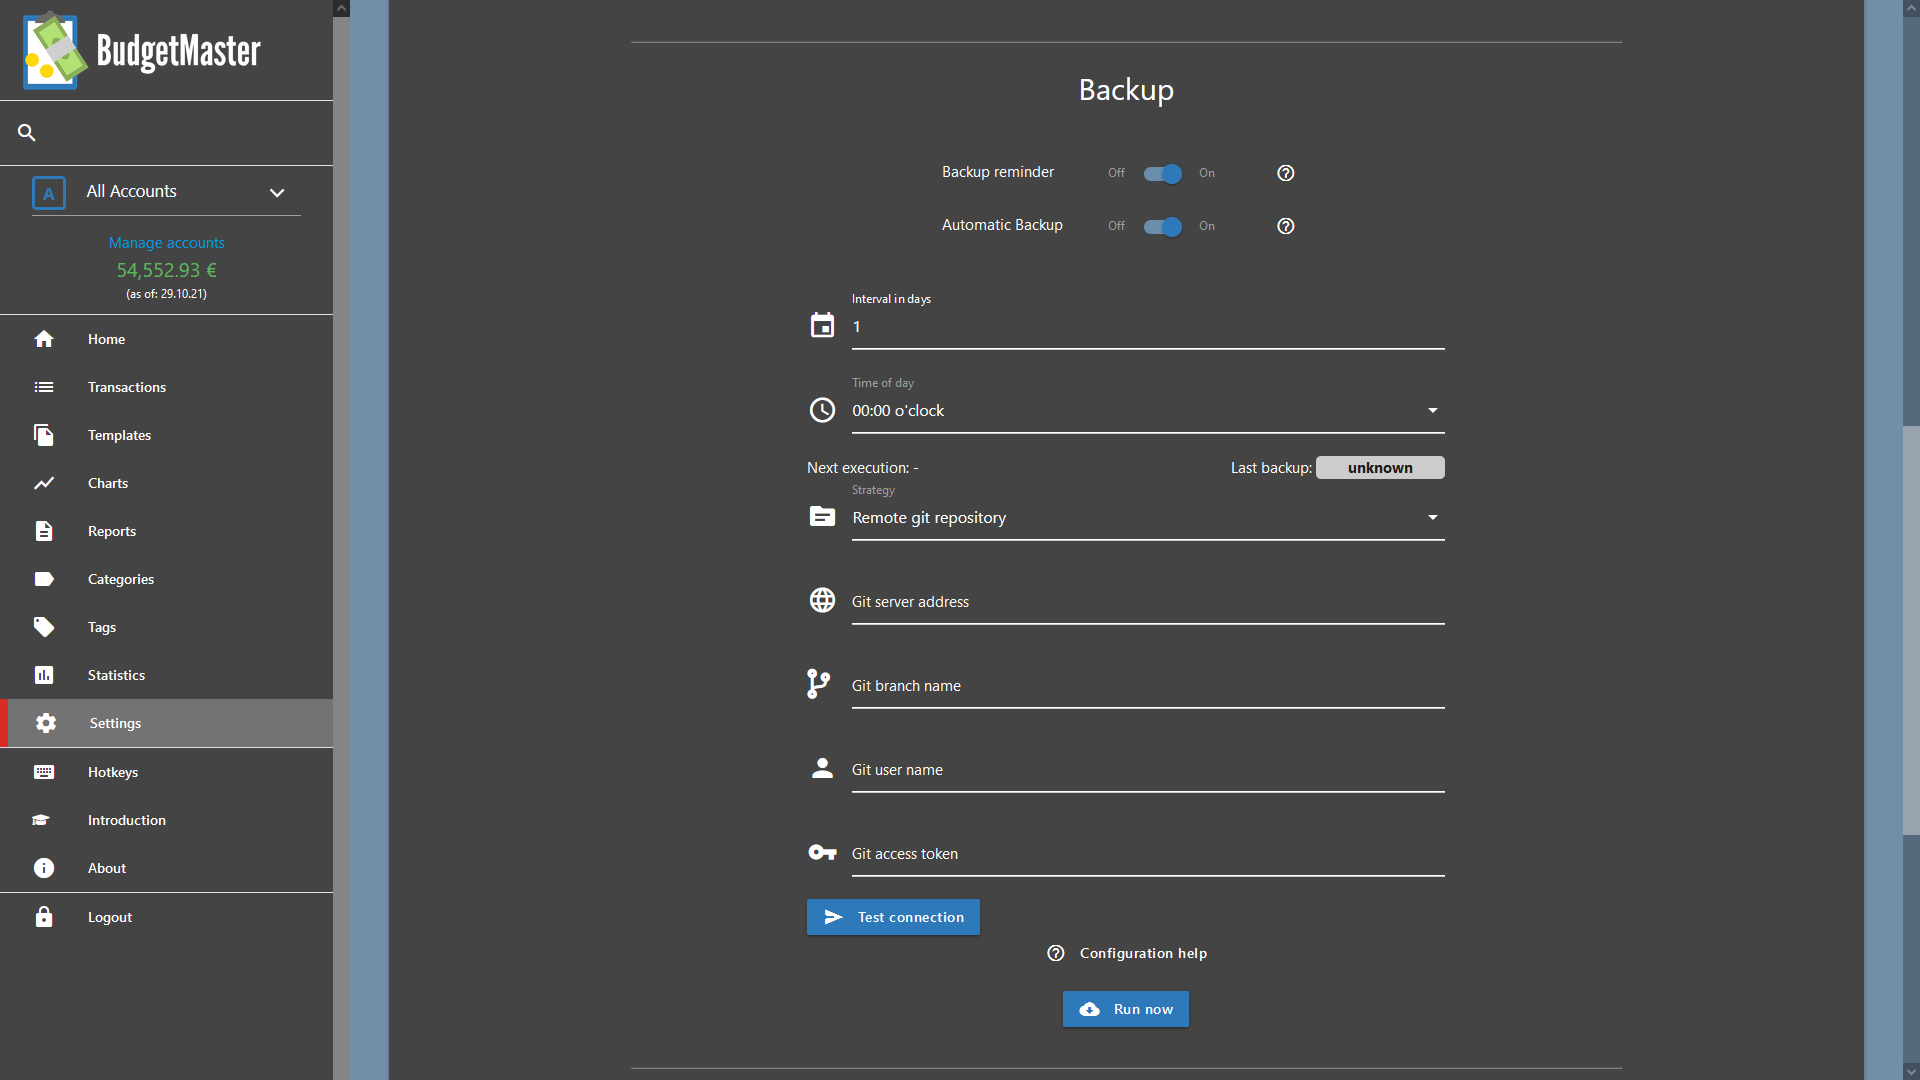 BudgetMaster
A All Accounts
Manage accounts
54,552.93 €
(as of: 29.10.21)
Home
Transactions
Templates
Charts
Reports
Categories
Tags
Statistics
Settings
Hotkeys
Introduction
About
Logout
Backup
Backup reminder Off On
Automatic Backup Off On
Interval in days
1
Time of day
00:00 o'clock
Next execution: - Last backup: unknown
Strategy
Remote git repository
Git server address
Git branch name
Git user name
Git access token
Test connection
Configuration help
Run now